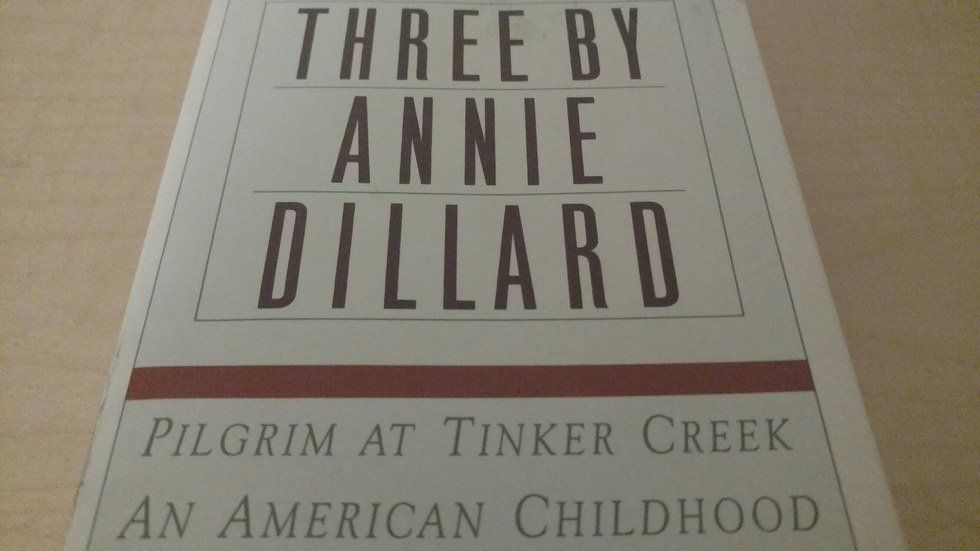 THREE BY
ANNIE
DILLARD
PILGRIM AT TINKER CREEK
AN AMERICAN CHILDHOOD